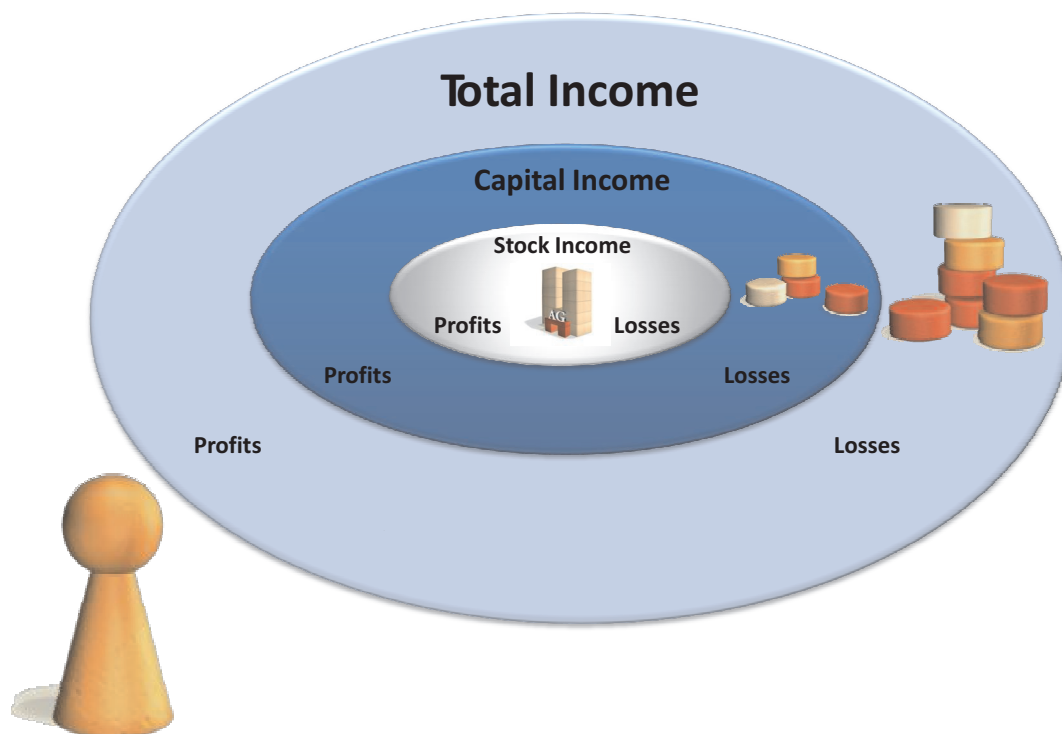 Total Income
Capital Income
Stock Income
AG
Profits
Losses
Profits
Losses
Profits
Losses